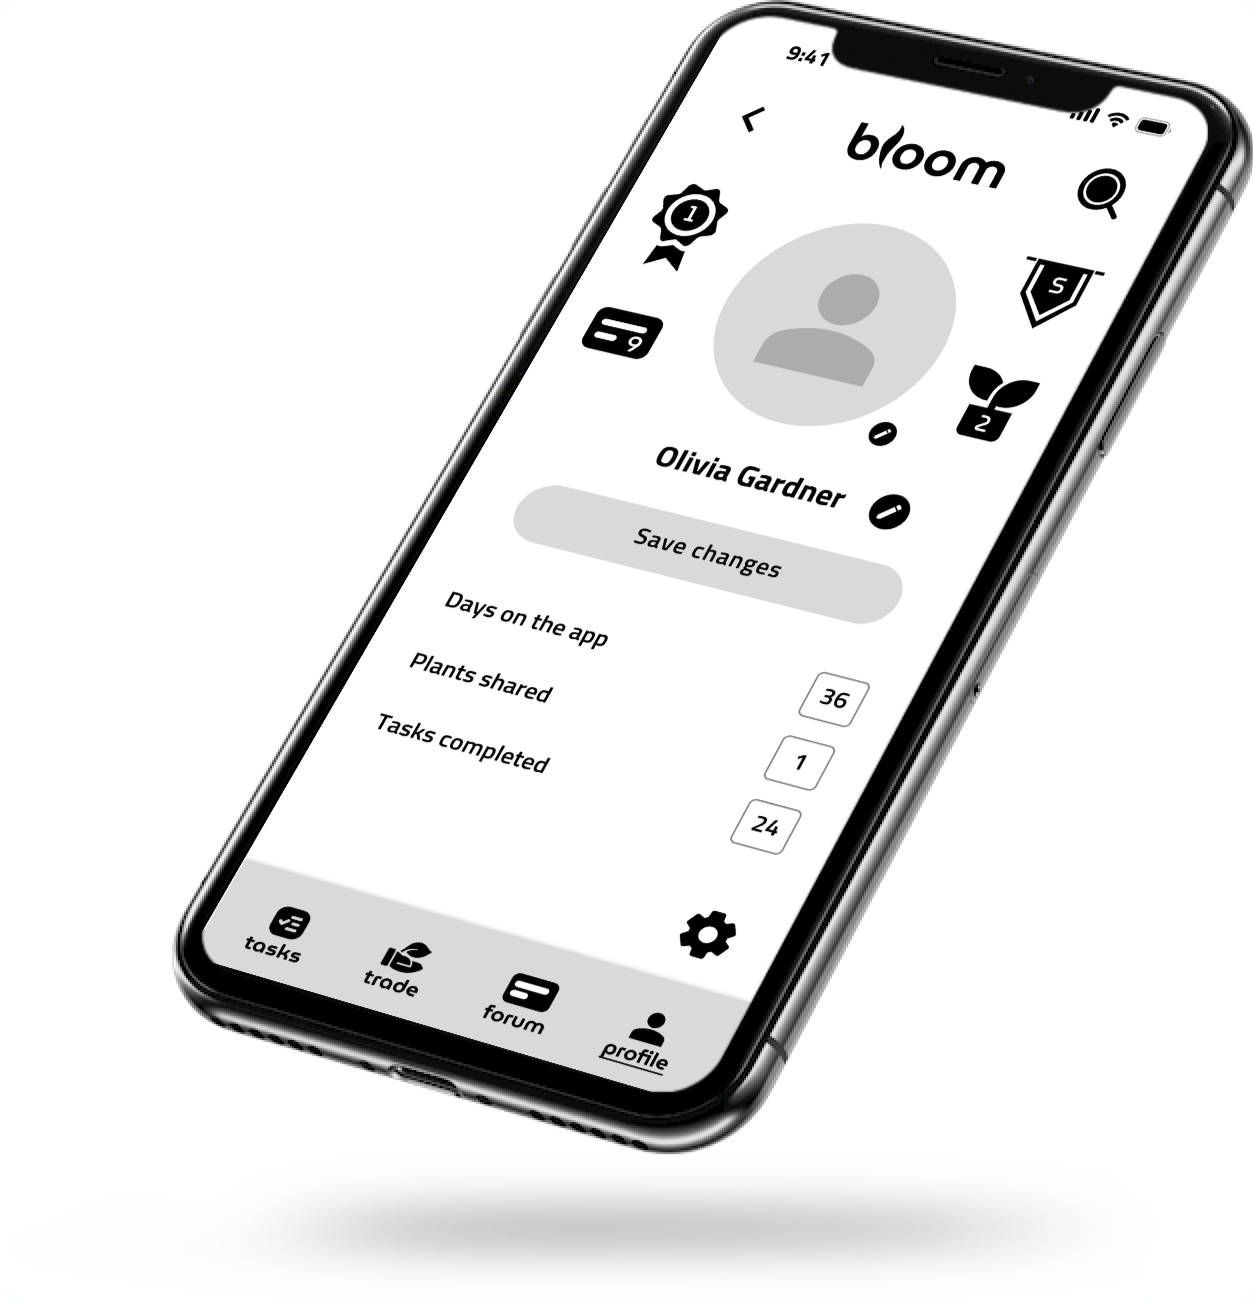 9:41
bloom
1
S
9
2
Olivia Gardner
Save changes
Days on the app
36
Plants shared
1
Tasks completed
24
tasks
trade
forum
profile